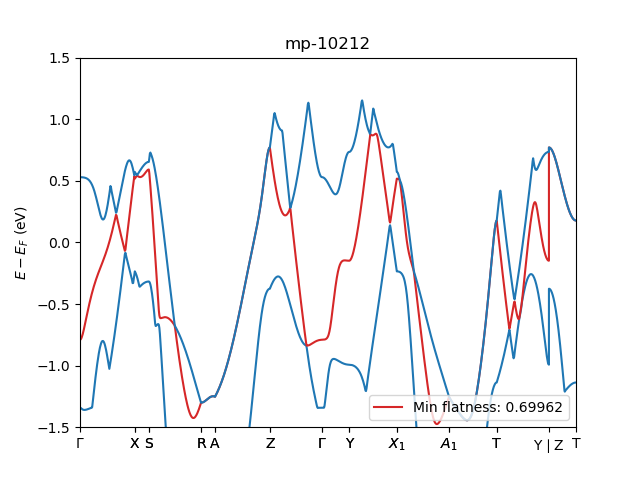 mp-10212
E − E_F (eV)
1.5
1.0
0.5
0.0
−0.5
−1.0
−1.5
Min flatness: 0.69962
Γ X S R A Z Γ Y X₁ A₁ T Y | Z T